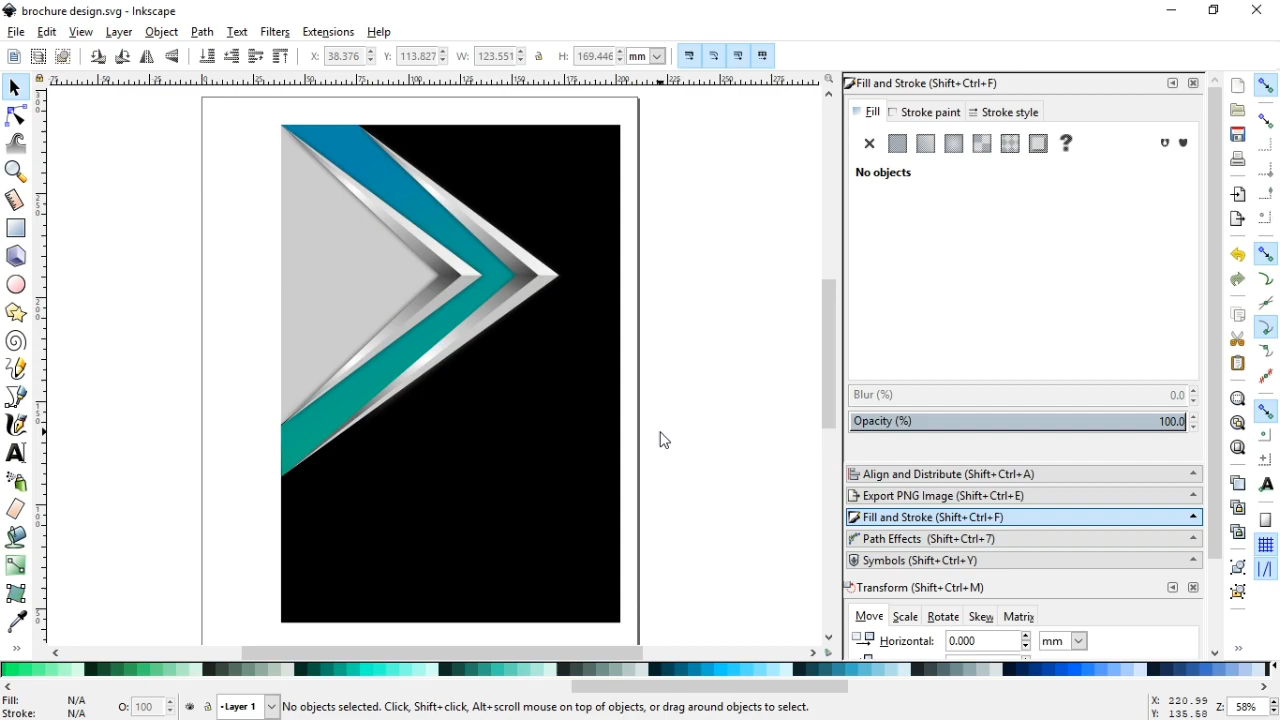 brochure design.svg - Inkscape
File Edit View Layer Object Path Text Filters Extensions Help
X: 38.376 Y: 113.827 W: 123.551 H: 169.446 mm
Fill and Stroke (Shift+Ctrl+F)
Fill Stroke paint Stroke style
No objects
Blur (%) 0.0
Opacity (%) 100.0
Align and Distribute (Shift+Ctrl+A)
Export PNG Image (Shift+Ctrl+E)
Fill and Stroke (Shift+Ctrl+F)
Path Effects (Shift+Ctrl+7)
Symbols (Shift+Ctrl+Y)
Transform (Shift+Ctrl+M)
Move Scale Rotate Skew Matrix
Horizontal: 0.000 mm
Fill: N/A
Stroke: N/A
O: 100
Layer 1
No objects selected. Click, Shift+click, Alt+scroll mouse on top of objects, or drag around objects to select.
X: 220.99
Y: 135.58
Z: 58%